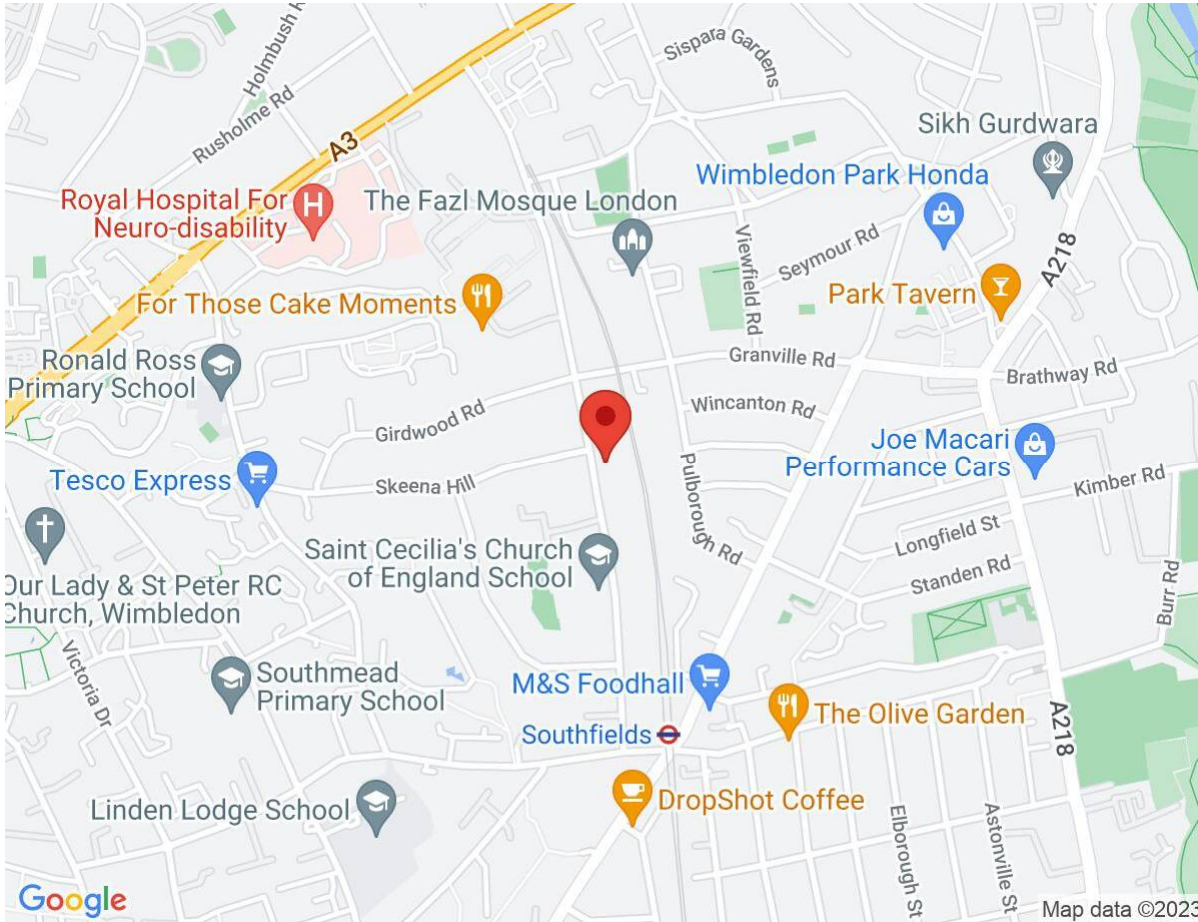 Holmbush R
Sispara Gardens
Rusholme Rd
A3
Sikh Gurdwara
Wimbledon Park Honda
Royal Hospital For
Neuro-disability
The Fazl Mosque London
Viewfield Rd
Seymour Rd
A218
For Those Cake Moments
Park Tavern
Ronald Ross
Primary School
Granville Rd
Brathway Rd
Girdwood Rd
Wincanton Rd
Joe Macari
Performance Cars
Tesco Express
Skeena Hill
Pulborough Rd
Kimber Rd
Longfield St
Saint Cecilia's Church
of England School
Standen Rd
Our Lady & St Peter RC
Church, Wimbledon
Burr Rd
Victoria Dr
Southmead
Primary School
M&S Foodhall
The Olive Garden
A218
Southfields
Linden Lodge School
DropShot Coffee
Elborough St
Astonville St
Google
Map data ©2023